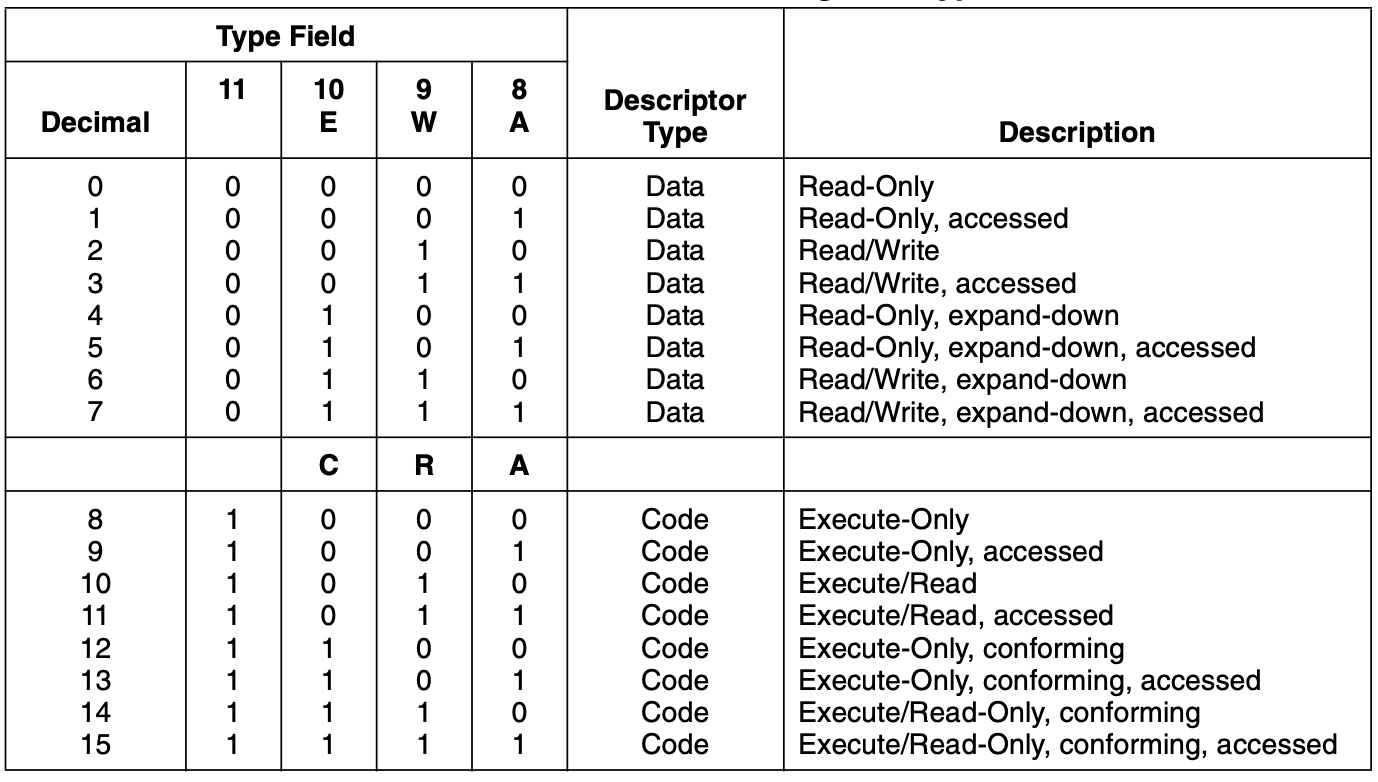 Type Field
Decimal 11 10 E 9 W 8 A Descriptor Type Description
0 0 0 0 0 Data Read-Only
1 0 0 0 1 Data Read-Only, accessed
2 0 0 1 0 Data Read/Write
3 0 0 1 1 Data Read/Write, accessed
4 0 1 0 0 Data Read-Only, expand-down
5 0 1 0 1 Data Read-Only, expand-down, accessed
6 0 1 1 0 Data Read/Write, expand-down
7 0 1 1 1 Data Read/Write, expand-down, accessed
C R A
8 1 0 0 0 Code Execute-Only
9 1 0 0 1 Code Execute-Only, accessed
10 1 0 1 0 Code Execute/Read
11 1 0 1 1 Code Execute/Read, accessed
12 1 1 0 0 Code Execute-Only, conforming
13 1 1 0 1 Code Execute-Only, conforming, accessed
14 1 1 1 0 Code Execute/Read-Only, conforming
15 1 1 1 1 Code Execute/Read-Only, conforming, accessed